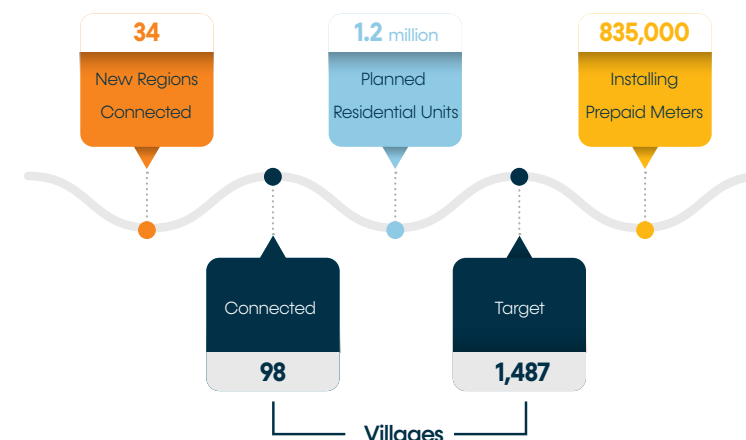 34
New Regions
Connected
1.2 million
Planned
Residential Units
835,000
Installing
Prepaid Meters
Connected
98
Target
1,487
Villages